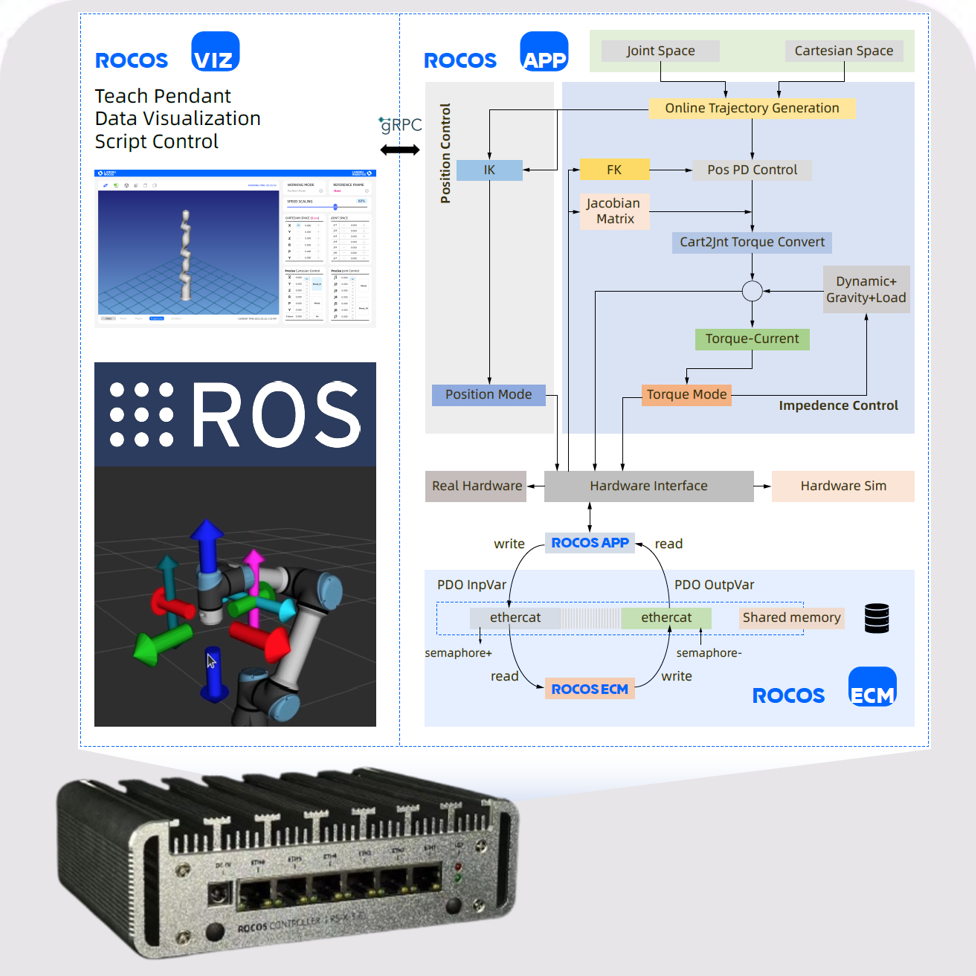 ROCOS VIZ
Teach Pendant
Data Visualization
Script Control
gRPC
ROS
ROCOS APP
Joint Space
Cartesian Space
Position Control
Online Trajectory Generation
IK
FK
Pos PD Control
Jacobian
Matrix
Cart2Jnt Torque Convert
Dynamic+
Gravity+Load
Torque-Current
Position Mode
Torque Mode
Impedence Control
Real Hardware
Hardware Interface
Hardware Sim
write
ROCOS APP
read
PDO InpVar
PDO OutpVar
ethercat
ethercat
Shared memory
semaphore+
semaphore-
read
ROCOS ECM
write
ROCOS ECM
ROCOS CONTROLLER